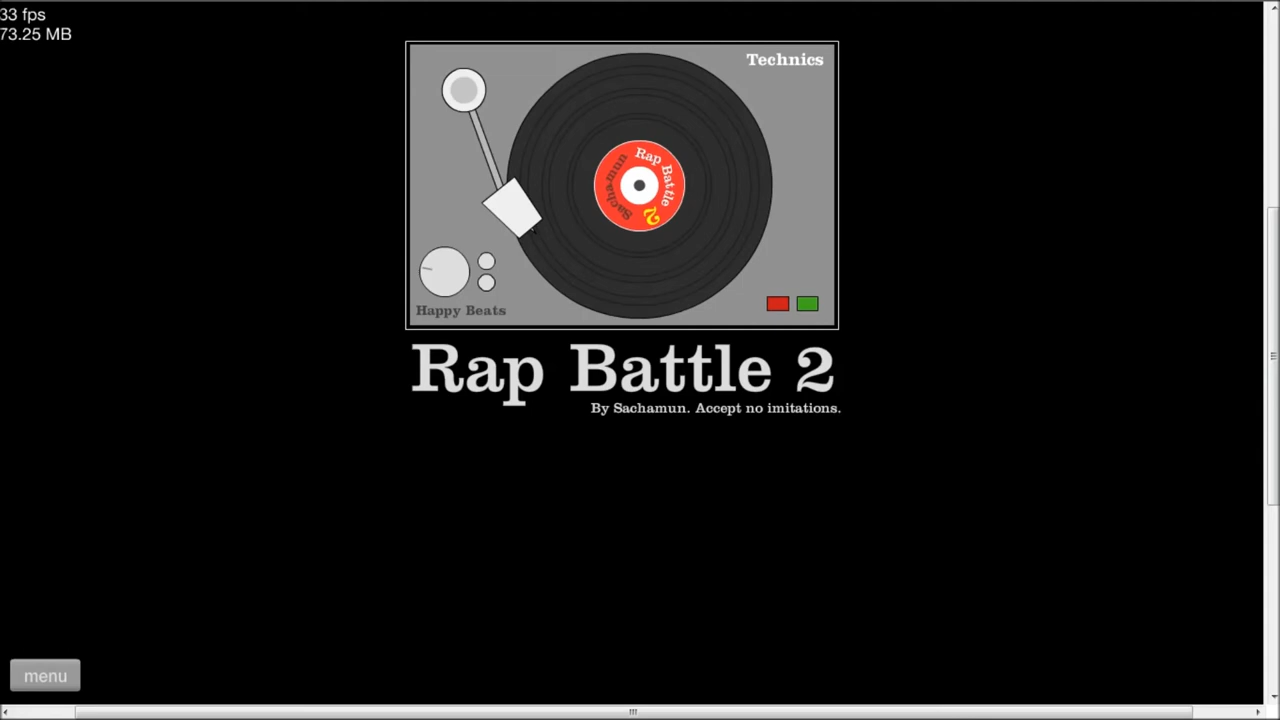 33 fps
73.25 MB
Technics
Rap Battle 2
Sachamun
Happy Beats
Rap Battle 2
By Sachamun. Accept no imitations.
menu